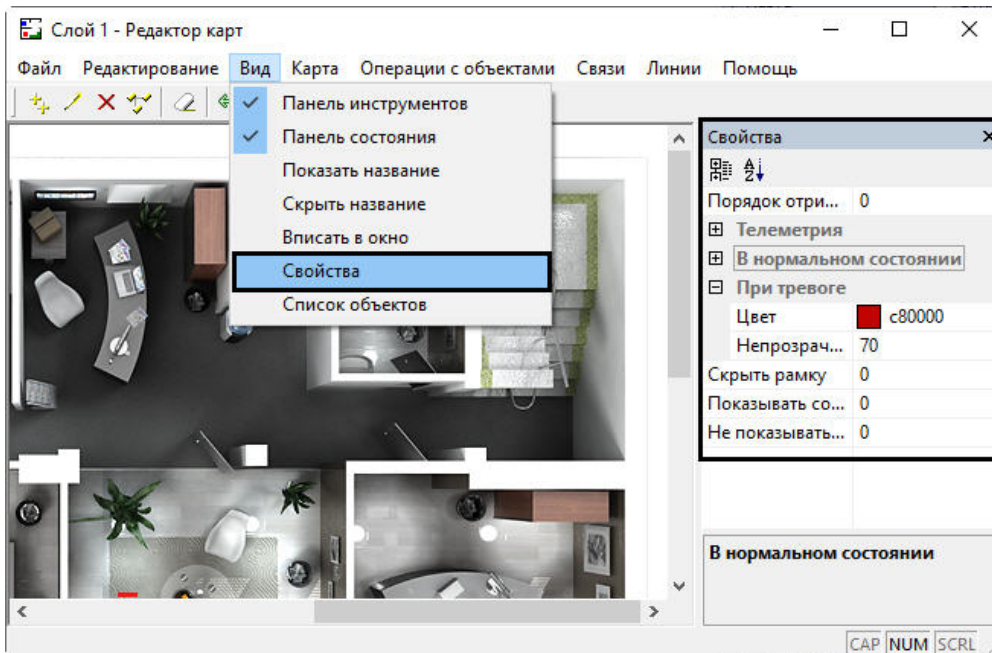 Слой 1 - Редактор карт
Файл Редактирование Вид Карта Операции с объектами Связи Линии Помощь
Панель инструментов
Панель состояния
Показать название
Скрыть название
Вписать в окно
Свойства
Список объектов
Свойства
Порядок отри... 0
Телеметрия
В нормальном состоянии
При тревоге
Цвет c80000
Непрозрач... 70
Скрыть рамку 0
Показывать со... 0
Не показывать... 0
В нормальном состоянии
CAP NUM SCRL